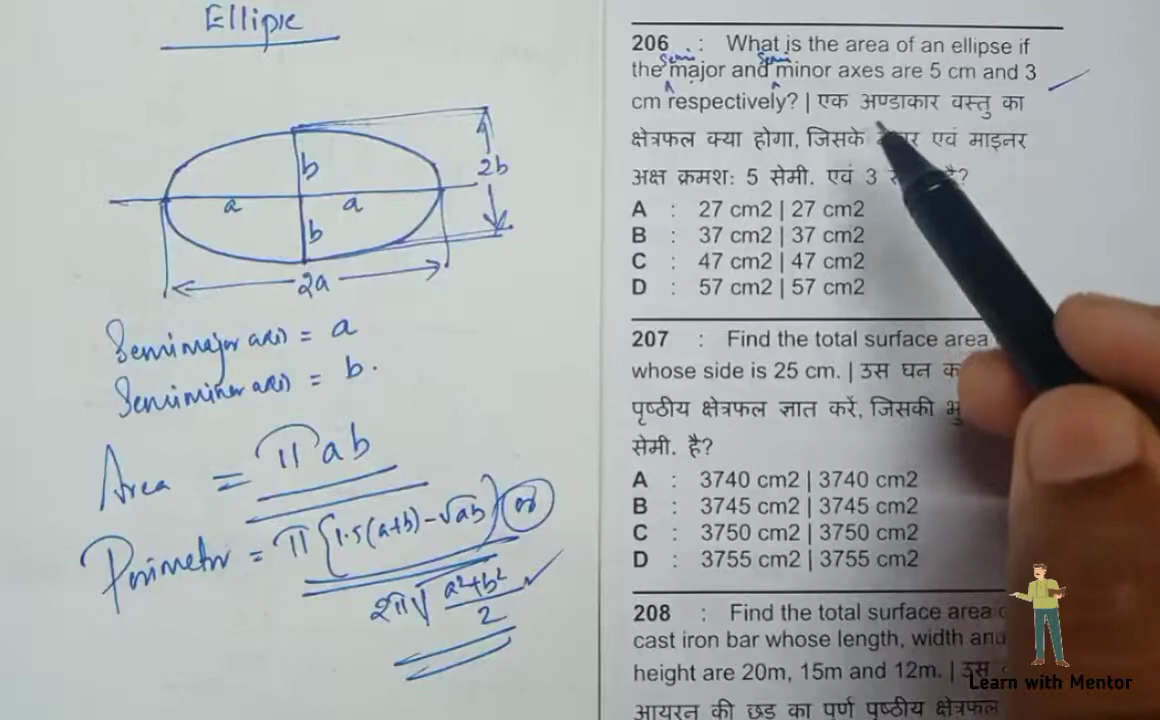 Ellipse
b
a
a
b
2b
2a
Semimajor axis = a
Semiminor axis = b.
Area = πab
Perimeter = π{1.5(a+b)-√ab} or
2π√a²+b²/2
206 : What is the area of an ellipse if
semi semi
the major and minor axes are 5 cm and 3
cm respectively? | एक अण्डाकार वस्तु का
क्षेत्रफल क्या होगा, जिसके एवं माइनर
अक्ष क्रमश: 5 सेमी. एवं 3 है?
A : 27 cm2 | 27 cm2
B : 37 cm2 | 37 cm2
C : 47 cm2 | 47 cm2
D : 57 cm2 | 57 cm2
207 : Find the total surface area
whose side is 25 cm. | उस घन
पृष्ठीय क्षेत्रफल ज्ञात करें, जिसकी
सेमी. है?
A : 3740 cm2 | 3740 cm2
B : 3745 cm2 | 3745 cm2
C : 3750 cm2 | 3750 cm2
D : 3755 cm2 | 3755 cm2
208 : Find the total surface area
cast iron bar whose length, width and
height are 20m, 15m and 12m. | उस
आयरन की छड़ का पूर्ण पृष्ठीय क्षेत्रफल
Learn with Mentor